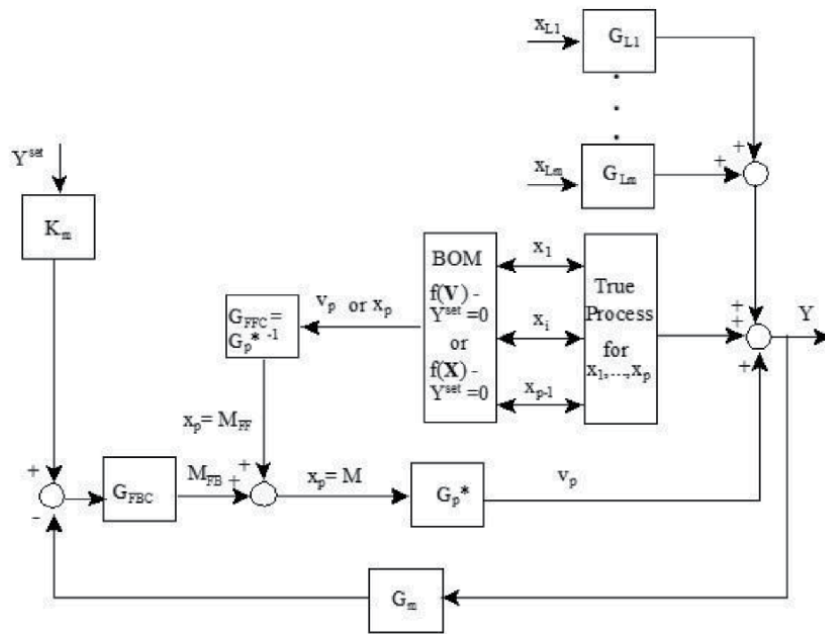 x_L1
G_L1
Y^set
x_Lm
G_Lm
+
+
K_m
BOM
f(V) -
Y^set =0
or
f(X) -
Y^set =0
x_1
x_i
x_p-1
True
Process
for
x_1,...,x_p
+
+
+
Y
v_p or x_p
G_FFC =
G_p* ^-1
x_p = M_FF
+
-
G_FBC
M_FB
+
+
x_p = M
G_p*
v_p
G_m